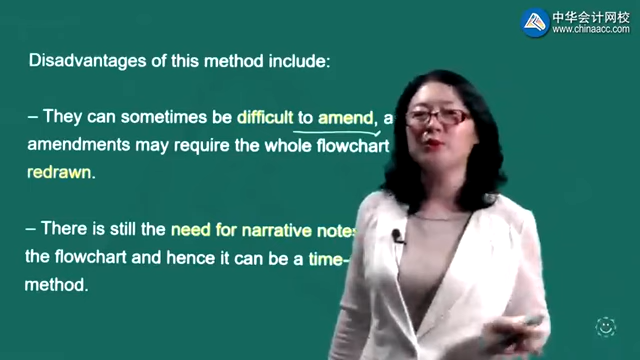 中华会计网校
www.chinaacc.com
Disadvantages of this method include:
– They can sometimes be difficult to amend, a
amendments may require the whole flowchart
redrawn.
– There is still the need for narrative notes
the flowchart and hence it can be a time-
method.